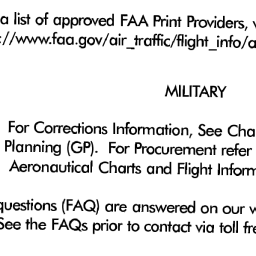 a list of approved FAA Print Providers,
://www.faa.gov/air_traffic/flight_info/a
MILITARY
For Corrections Information, See Cha
Planning (GP). For Procurement refer
Aeronautical Charts and Flight Inform
questions (FAQ) are answered on our w
See the FAQs prior to contact via toll fre